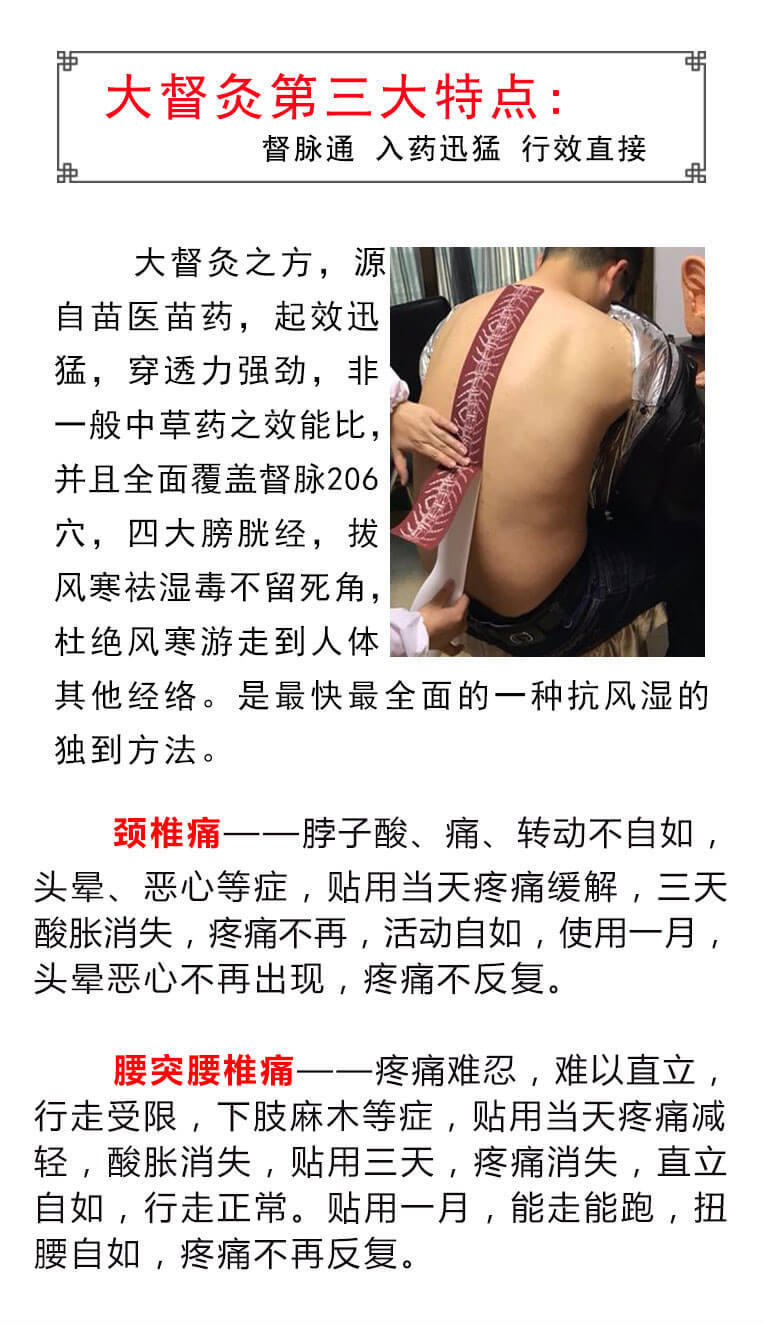 大督灸第三大特点：
督脉通 入药迅猛 行效直接
大督灸之方，源
自苗医苗药，起效迅
猛，穿透力强劲，非
一般中草药之效能比，
并且全面覆盖督脉206
穴，四大膀胱经，拔
风寒祛湿毒不留死角，
杜绝风寒游走到人体
其他经络。是最快最全面的一种抗风湿的
独到方法。
颈椎痛——脖子酸、痛、转动不自如，
头晕、恶心等症，贴用当天疼痛缓解，三天
酸胀消失，疼痛不再，活动自如，使用一月，
头晕恶心不再出现，疼痛不反复。
腰突腰椎痛——疼痛难忍，难以直立，
行走受限，下肢麻木等症，贴用当天疼痛减
轻，酸胀消失，贴用三天，疼痛消失，直立
自如，行走正常。贴用一月，能走能跑，扭
腰自如，疼痛不再反复。